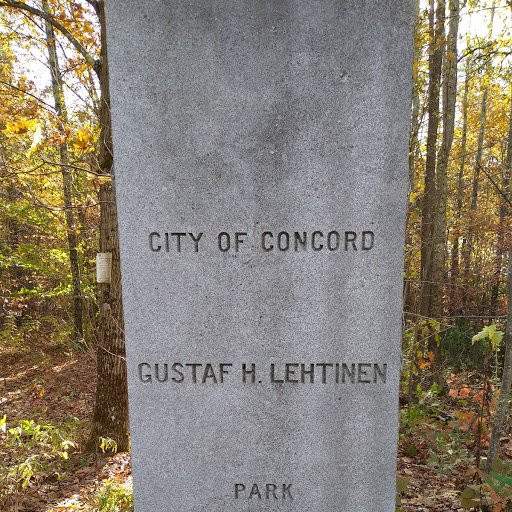 CITY OF CONCORD
GUSTAF H. LEHTINEN
PARK